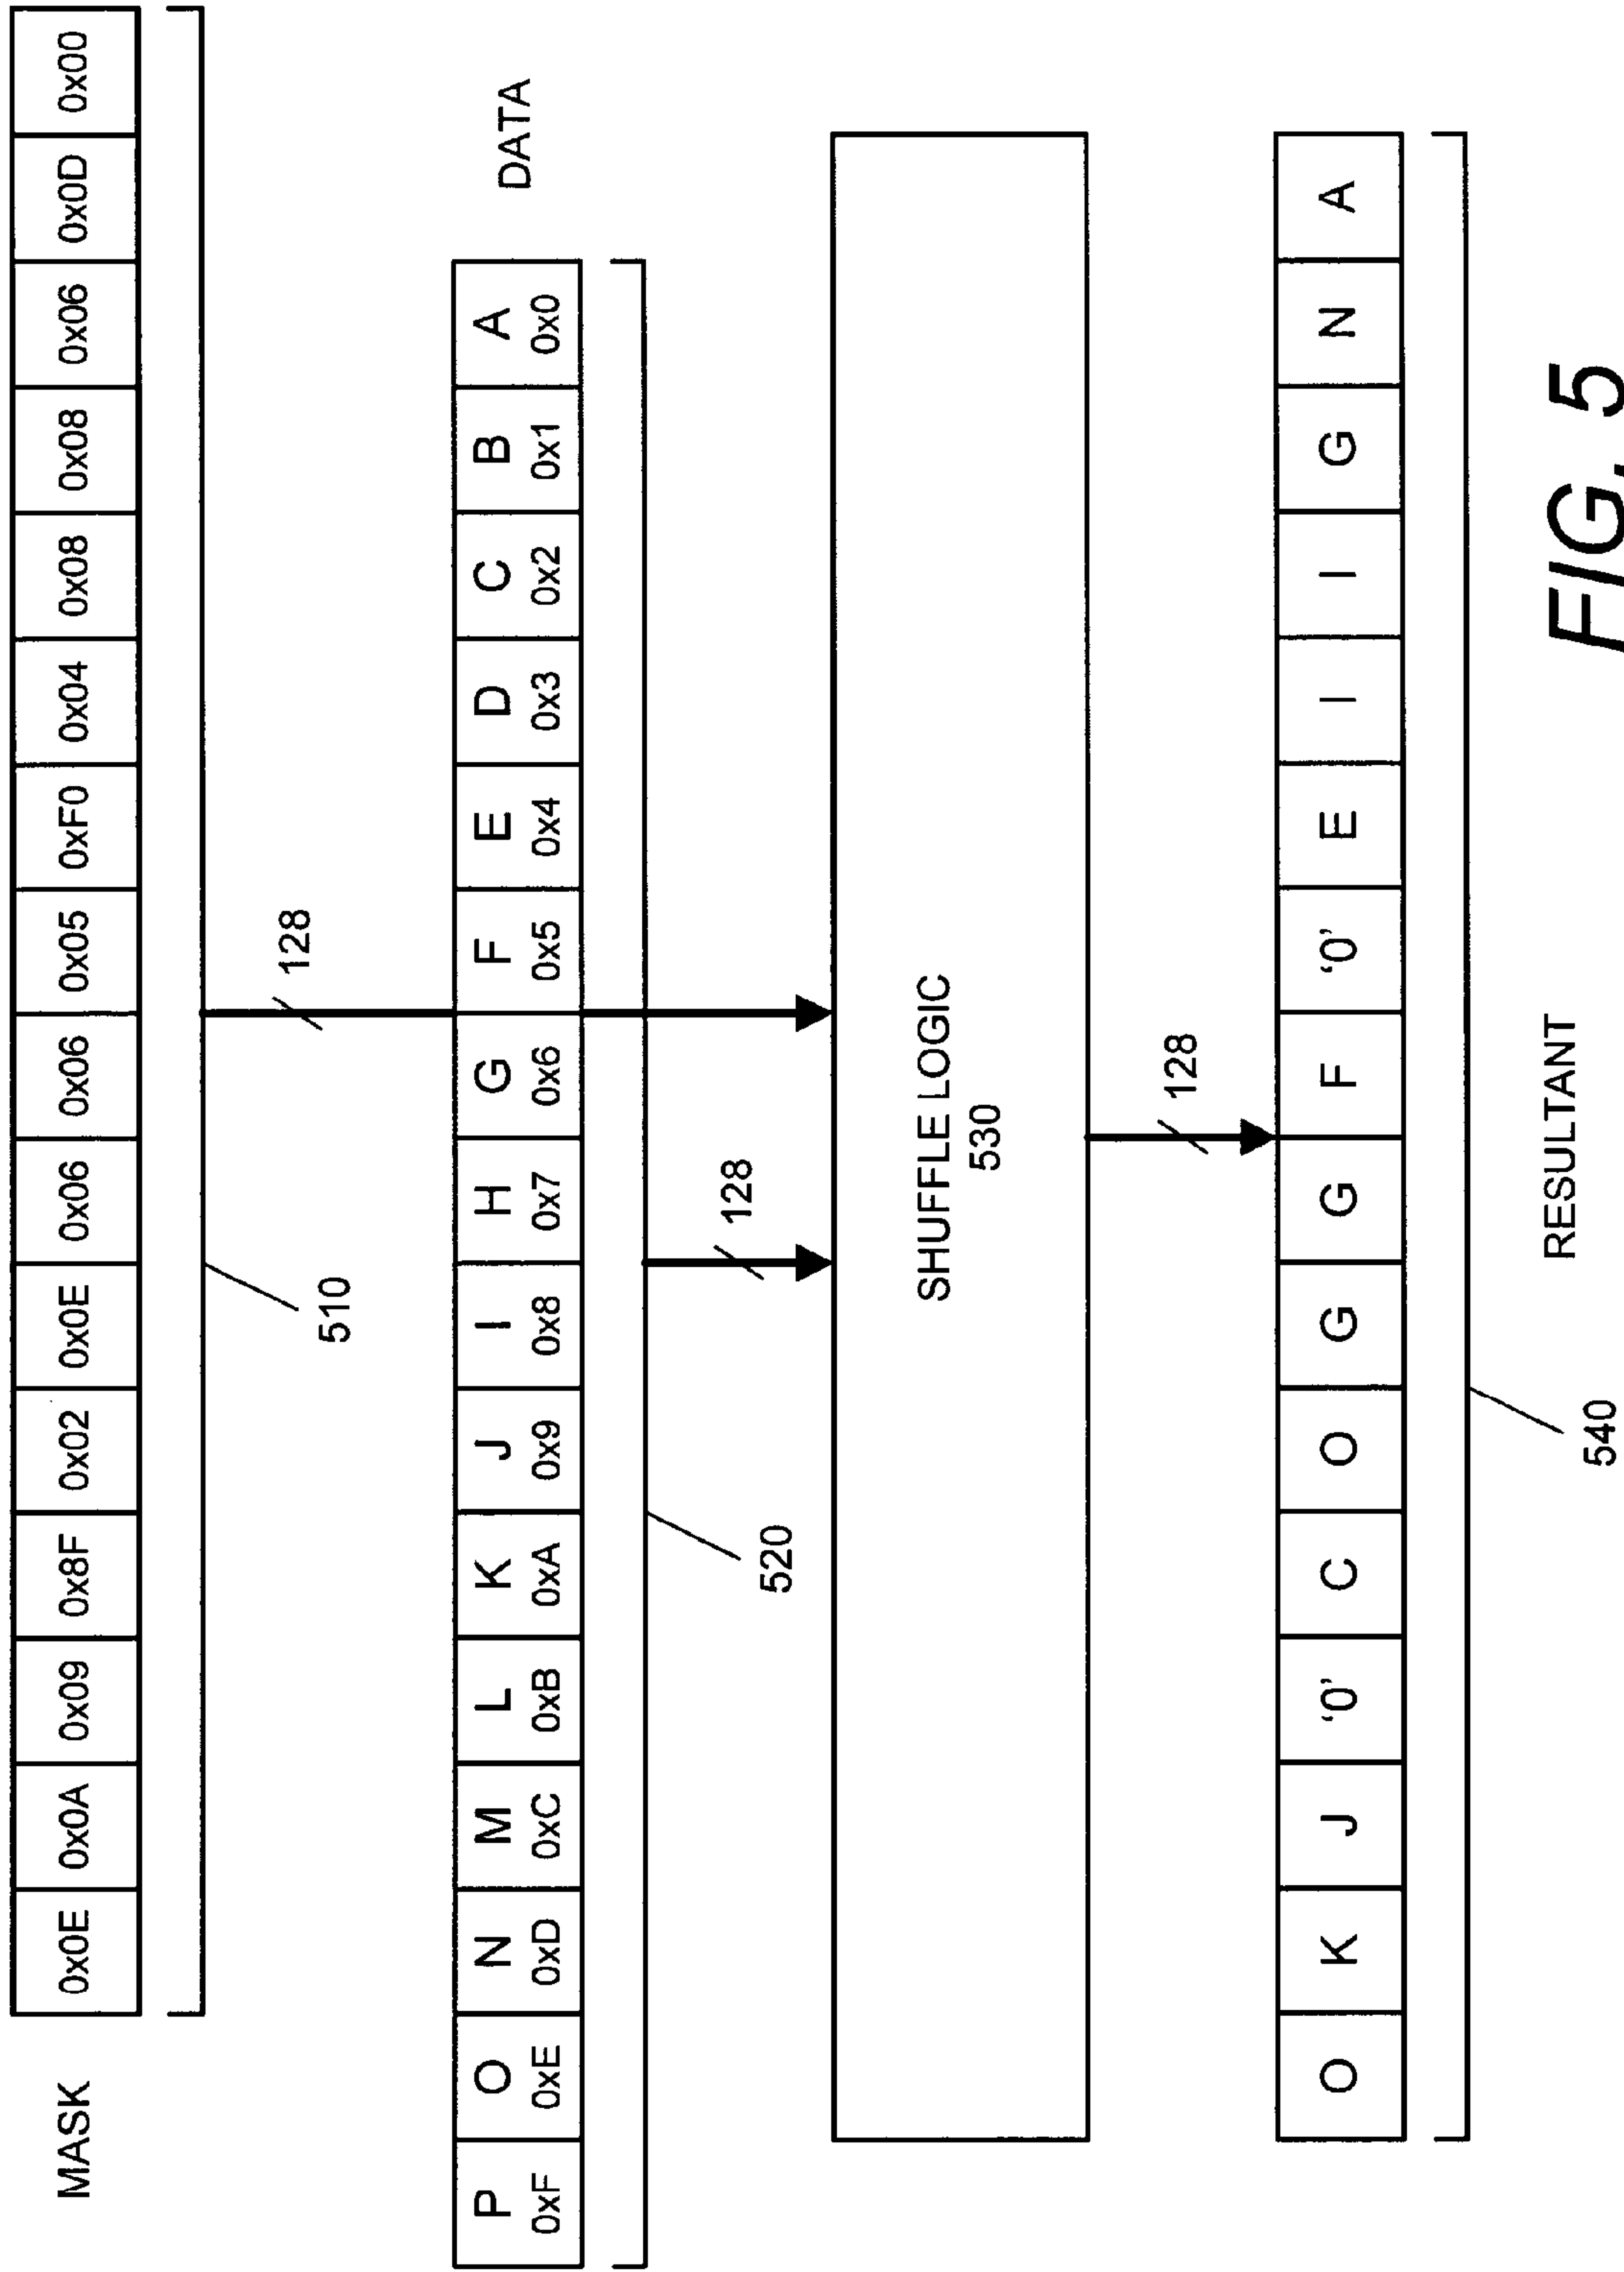 MASK
0x0E 0x0A 0x09 0x8F 0x02 0x0E 0x06 0x06 0x05 0xF0 0x04 0x08 0x08 0x06 0x0D 0x00
510
128
P O N M L K J I H G F E D C B A
0xF 0xE 0xD 0xC 0xB 0xA 0x9 0x8 0x7 0x6 0x5 0x4 0x3 0x2 0x1 0x0
DATA
520
128
SHUFFLE LOGIC
530
128
O K J '0' C O G G F '0' E I I G N A
540
RESULTANT
FIG. 5